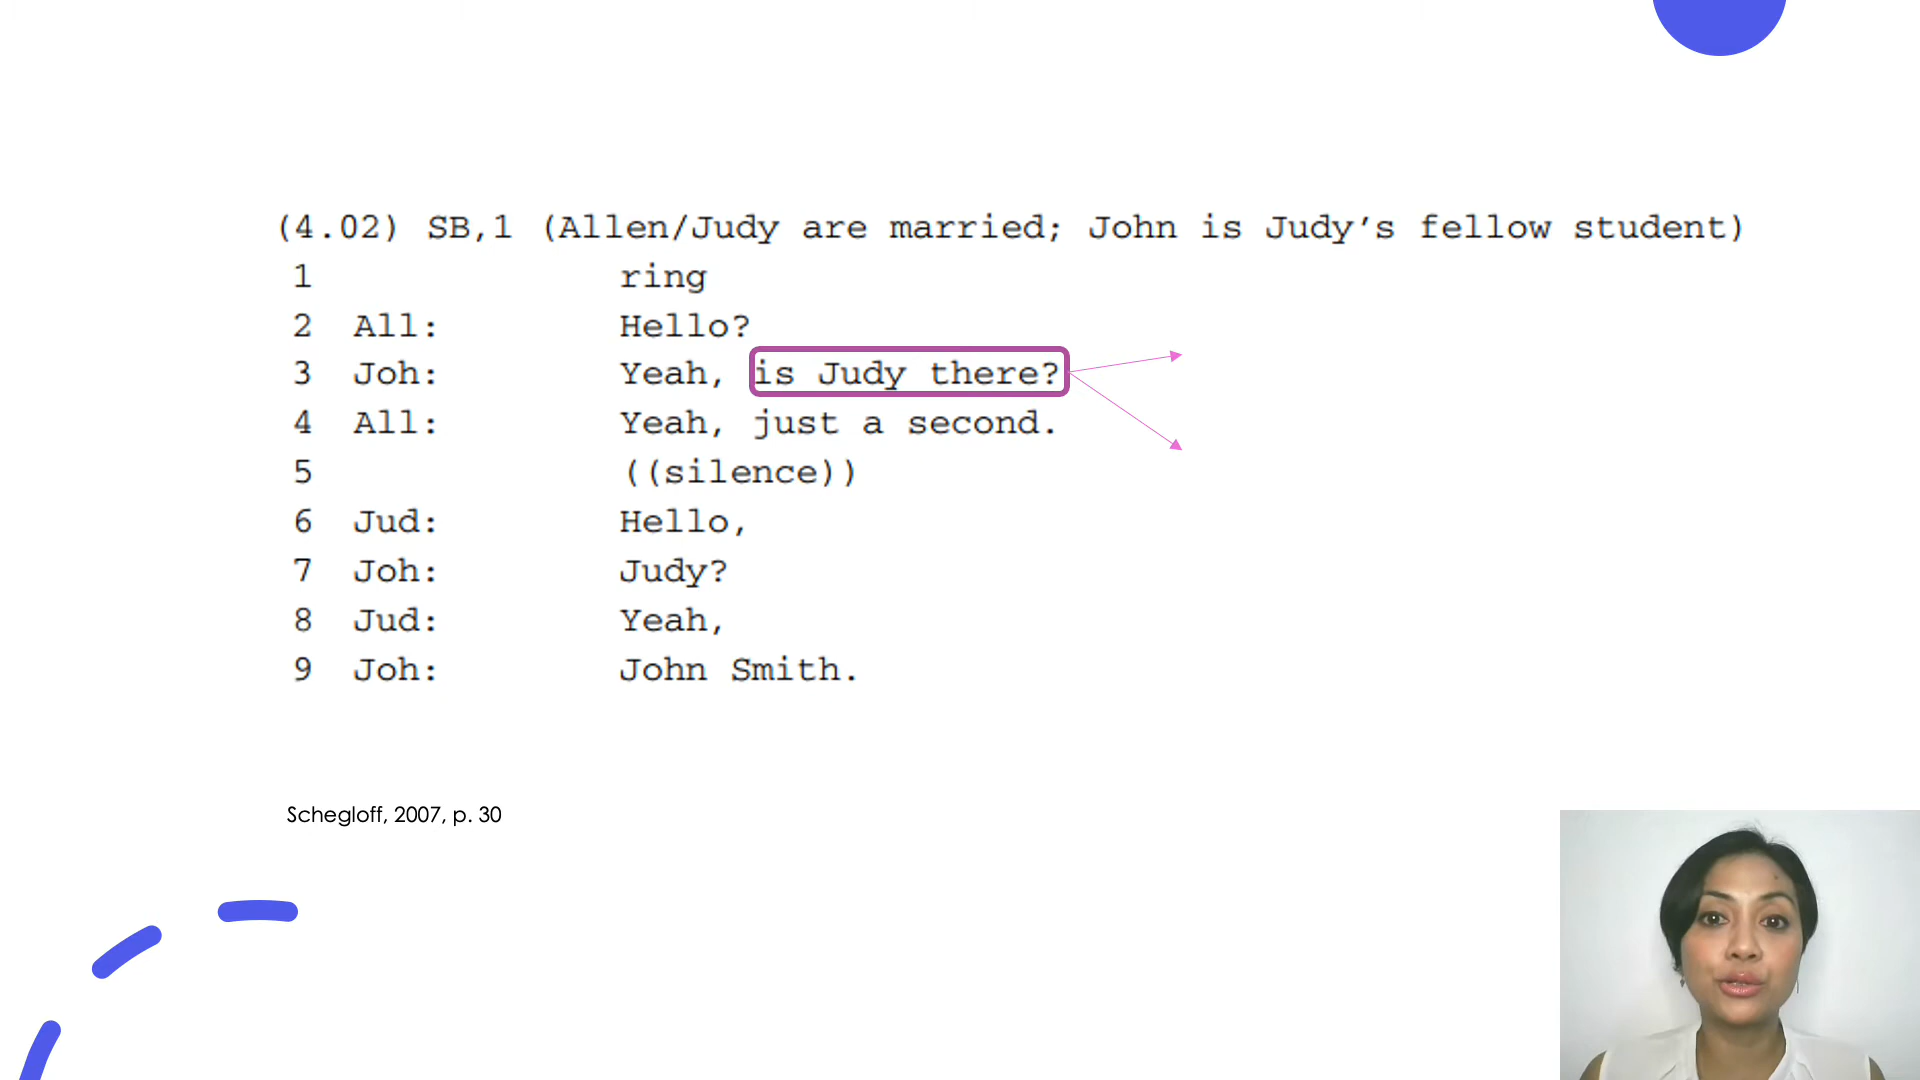 (4.02) SB,1 (Allen/Judy are married; John is Judy's fellow student)
1 ring
2 All: Hello?
3 Joh: Yeah, is Judy there?
4 All: Yeah, just a second.
5 ((silence))
6 Jud: Hello,
7 Joh: Judy?
8 Jud: Yeah,
9 Joh: John Smith.
Schegloff, 2007, p. 30